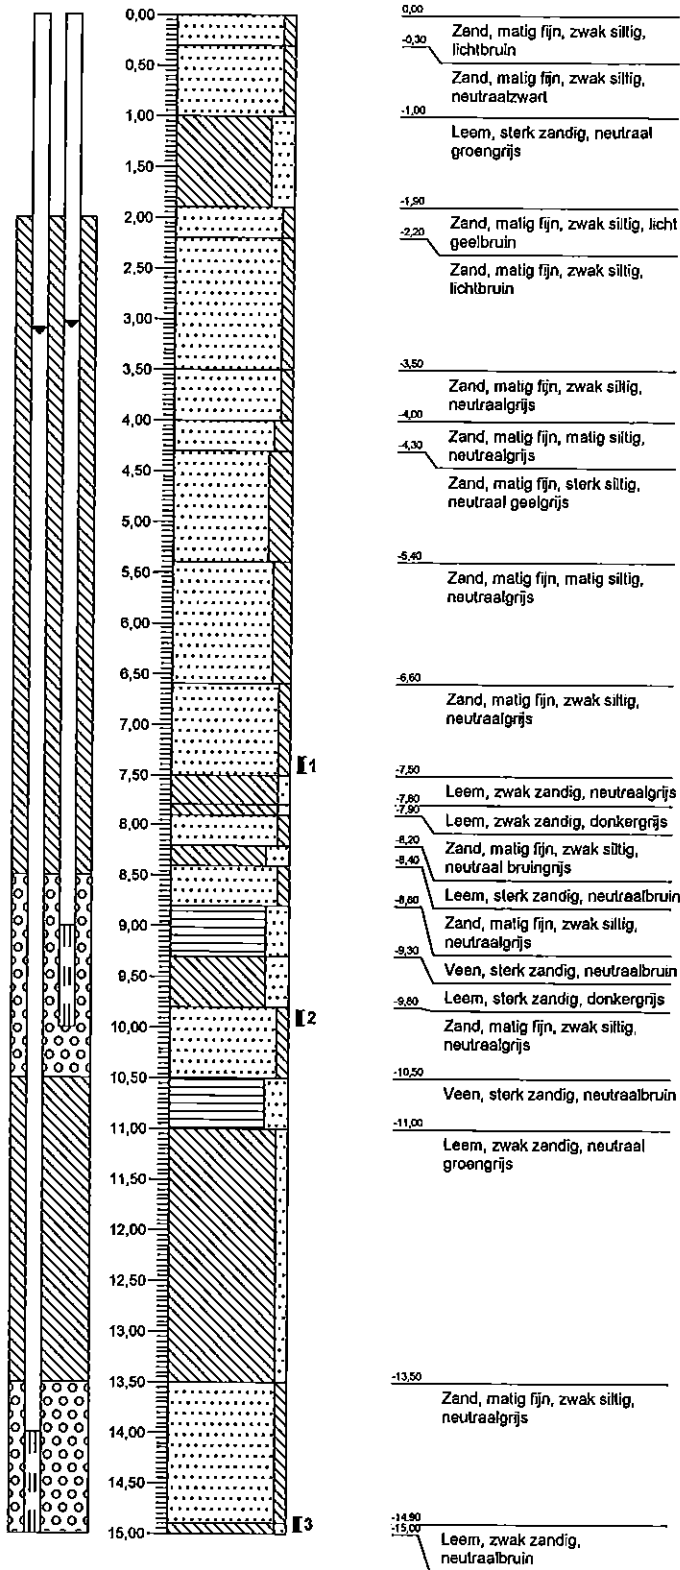 0,00
0,50
1,00
1,50
2,00
2,50
3,00
3,50
4,00
4,50
5,00
5,60
6,00
6,50
7,00
7,50
8,00
8,50
9,00
9,50
10,00
10,50
11,00
11,50
12,00
12,50
13,00
13,50
14,00
14,50
15,00
1
2
3
0,00
Zand, matig fijn, zwak siltig,
lichtbruin
-0,30
Zand, matig fijn, zwak siltig,
neutraalzwart
-1,00
Leem, sterk zandig, neutraal
groengrijs
-1,90
Zand, matig fijn, zwak siltig, licht
geelbruin
-2,20
Zand, matig fijn, zwak siltig,
lichtbruin
-3,50
Zand, matig fijn, zwak siltig,
neutraalgrijs
-4,00
Zand, matig fijn, matig siltig,
neutraalgrijs
-4,30
Zand, matig fijn, sterk siltig,
neutraal geelgrijs
-5,40
Zand, matig fijn, matig siltig,
neutraalgrijs
-6,60
Zand, matig fijn, zwak siltig,
neutraalgrijs
-7,50
Leem, zwak zandig, neutraalgrijs
-7,80
Leem, zwak zandig, donkergrijs
-7,90
Zand, matig fijn, zwak siltig,
neutraal bruingrijs
-8,20
Leem, sterk zandig, neutraalbruin
-8,40
Zand, matig fijn, zwak siltig,
neutraalgrijs
-8,80
Veen, sterk zandig, neutraalbruin
-9,30
Leem, sterk zandig, donkergrijs
-9,80
Zand, matig fijn, zwak siltig,
neutraalgrijs
-10,50
Veen, sterk zandig, neutraalbruin
-11,00
Leem, zwak zandig, neutraal
groengrijs
-13,50
Zand, matig fijn, zwak siltig,
neutraalgrijs
-14,90
-15,00
Leem, zwak zandig,
neutraalbruin